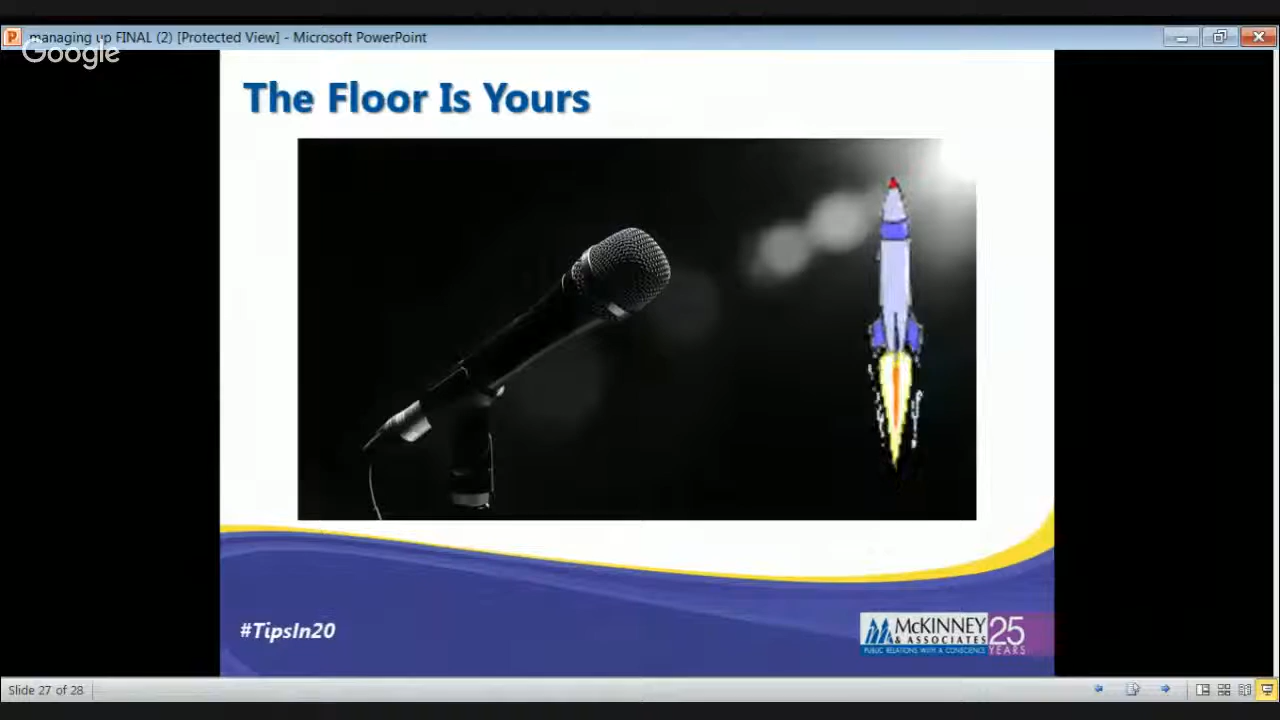 managing up FINAL (2) [Protected View] - Microsoft PowerPoint
Google
The Floor Is Yours
#TipsIn20
McKINNEY
& ASSOCIATES
PUBLIC RELATIONS WITH A CONSCIENCE
25
YEARS
Slide 27 of 28